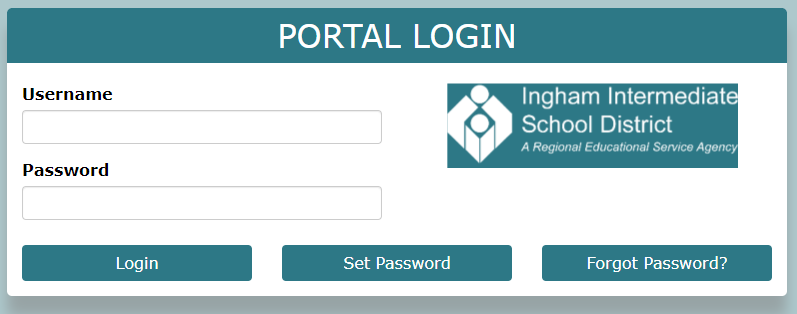 PORTAL LOGIN
Username
Ingham Intermediate
School District
A Regional Educational Service Agency
Password
Login
Set Password
Forgot Password?